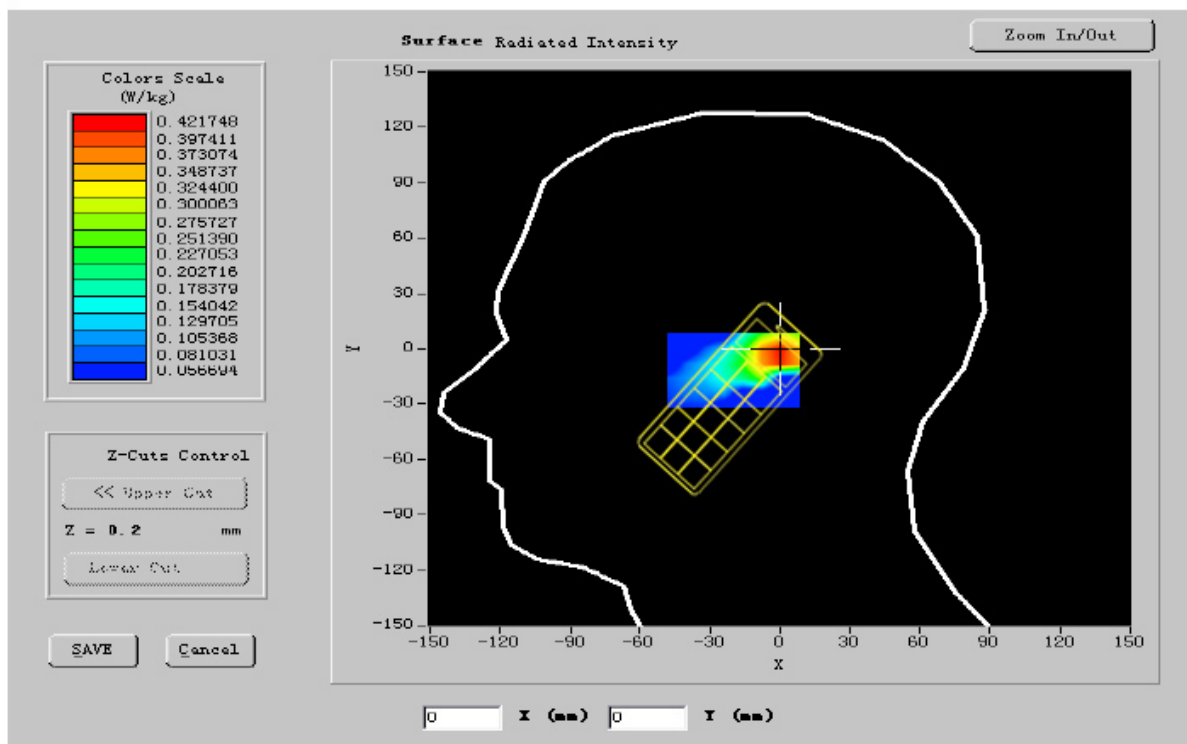 Surface Radiated Intensity
Zoom In/Out
Colors Scale
(W/kg)
0.421748
0.397411
0.373074
0.348737
0.324400
0.300063
0.275727
0.251390
0.227053
0.202716
0.178379
0.154042
0.129705
0.105368
0.081031
0.056694
Z-Cuts Control
<< Upper Cut
Z = 0.2 mm
Lower Cut
SAVE
Cancel
150
120
90
60
30
0
-30
-60
-90
-120
-150
Y
-150 -120 -90 -60 -30 0 30 60 90 120 150
X
0 X (mm) 0 Y (mm)